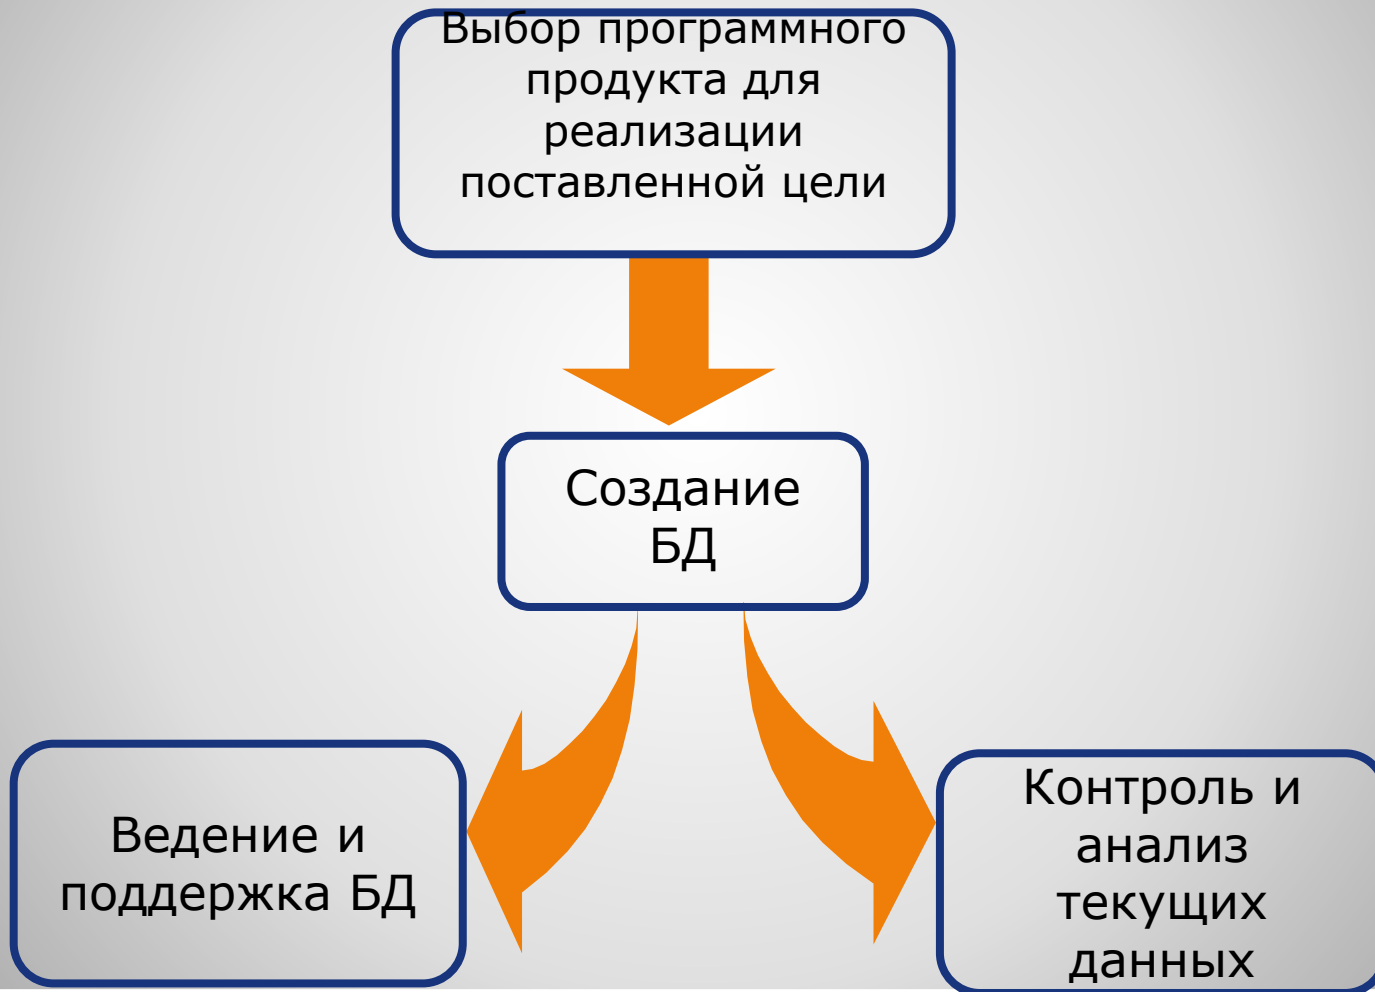 Выбор программного
продукта для
реализации
поставленной цели
Создание
БД
Ведение и
поддержка БД
Контроль и
анализ
текущих
данных